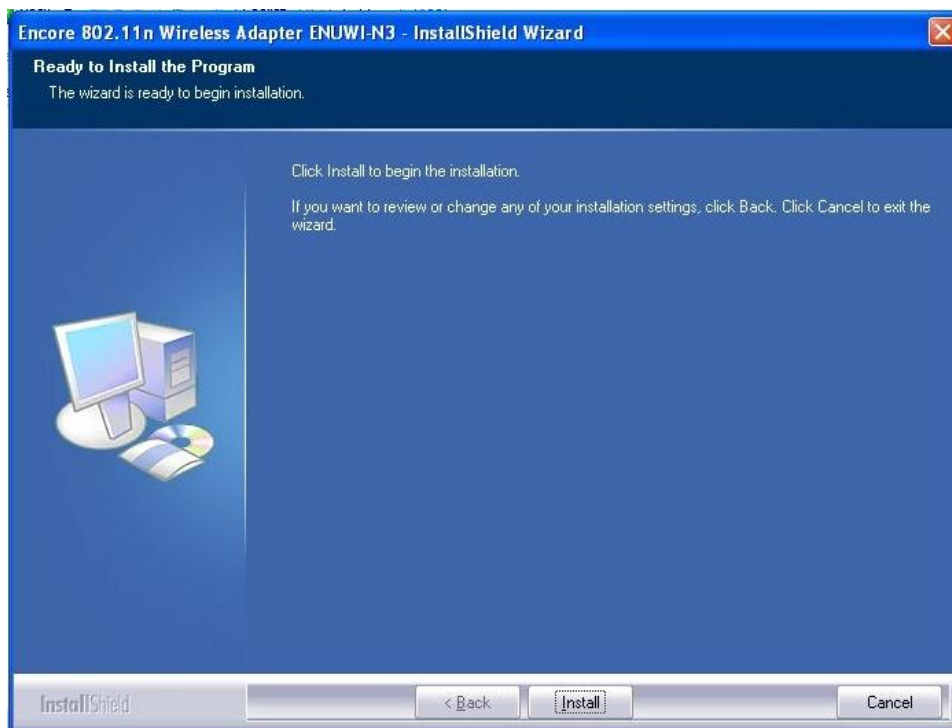 Encore 802.11n Wireless Adapter ENUWI-N3 - InstallShield Wizard
Ready to Install the Program
The wizard is ready to begin installation.
Click Install to begin the installation.
If you want to review or change any of your installation settings, click Back. Click Cancel to exit the
wizard.
InstallShield
< Back
Install
Cancel